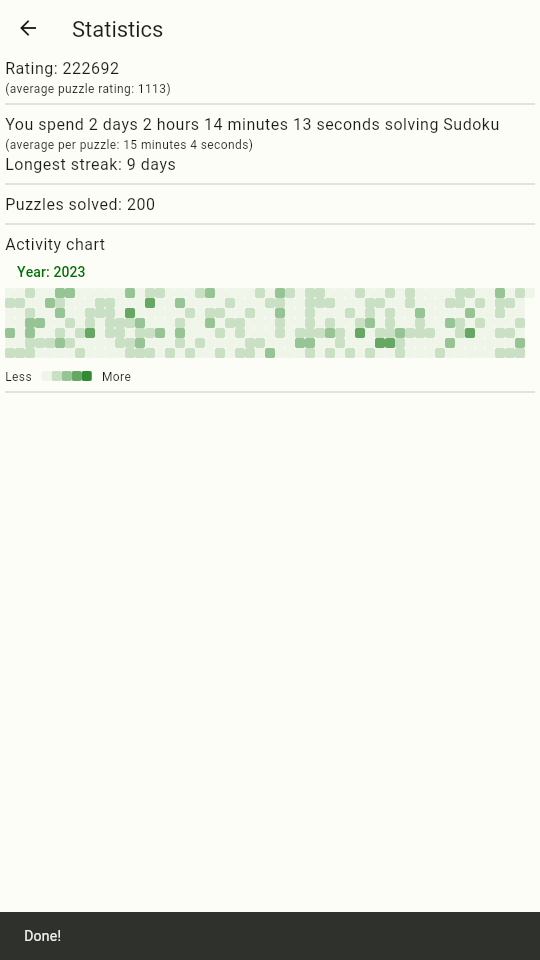 Statistics
Rating: 222692
(average puzzle rating: 1113)
You spend 2 days 2 hours 14 minutes 13 seconds solving Sudoku
(average per puzzle: 15 minutes 4 seconds)
Longest streak: 9 days
Puzzles solved: 200
Activity chart
Year: 2023
Less More
Done!